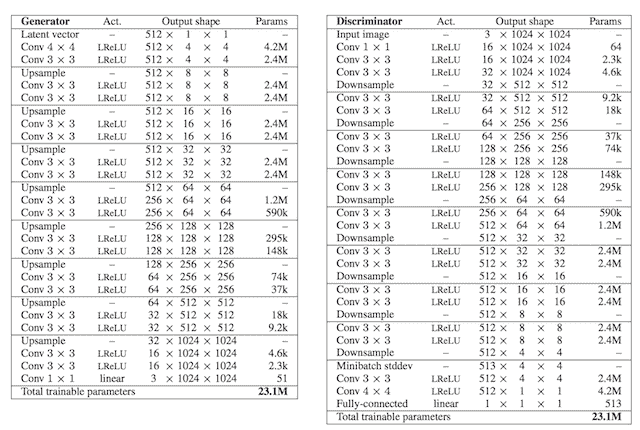 Generator Act. Output shape Params
Latent vector – 512 × 1 × 1 –
Conv 4 × 4 LReLU 512 × 4 × 4 4.2M
Conv 3 × 3 LReLU 512 × 4 × 4 2.4M
Upsample – 512 × 8 × 8 –
Conv 3 × 3 LReLU 512 × 8 × 8 2.4M
Conv 3 × 3 LReLU 512 × 8 × 8 2.4M
Upsample – 512 × 16 × 16 –
Conv 3 × 3 LReLU 512 × 16 × 16 2.4M
Conv 3 × 3 LReLU 512 × 16 × 16 2.4M
Upsample – 512 × 32 × 32 –
Conv 3 × 3 LReLU 512 × 32 × 32 2.4M
Conv 3 × 3 LReLU 512 × 32 × 32 2.4M
Upsample – 512 × 64 × 64 –
Conv 3 × 3 LReLU 256 × 64 × 64 1.2M
Conv 3 × 3 LReLU 256 × 64 × 64 590k
Upsample – 256 × 128 × 128 –
Conv 3 × 3 LReLU 128 × 128 × 128 295k
Conv 3 × 3 LReLU 128 × 128 × 128 148k
Upsample – 128 × 256 × 256 –
Conv 3 × 3 LReLU 64 × 256 × 256 74k
Conv 3 × 3 LReLU 64 × 256 × 256 37k
Upsample – 64 × 512 × 512 –
Conv 3 × 3 LReLU 32 × 512 × 512 18k
Conv 3 × 3 LReLU 32 × 512 × 512 9.2k
Upsample – 32 × 1024 × 1024 –
Conv 3 × 3 LReLU 16 × 1024 × 1024 4.6k
Conv 3 × 3 LReLU 16 × 1024 × 1024 2.3k
Conv 1 × 1 linear 3 × 1024 × 1024 51
Total trainable parameters 23.1M
Discriminator Act. Output shape Params
Input image – 3 × 1024 × 1024 –
Conv 1 × 1 LReLU 16 × 1024 × 1024 64
Conv 3 × 3 LReLU 16 × 1024 × 1024 2.3k
Conv 3 × 3 LReLU 32 × 1024 × 1024 4.6k
Downsample – 32 × 512 × 512 –
Conv 3 × 3 LReLU 32 × 512 × 512 9.2k
Conv 3 × 3 LReLU 64 × 512 × 512 18k
Downsample – 64 × 256 × 256 –
Conv 3 × 3 LReLU 64 × 256 × 256 37k
Conv 3 × 3 LReLU 128 × 256 × 256 74k
Downsample – 128 × 128 × 128 –
Conv 3 × 3 LReLU 128 × 128 × 128 148k
Conv 3 × 3 LReLU 256 × 128 × 128 295k
Downsample – 256 × 64 × 64 –
Conv 3 × 3 LReLU 256 × 64 × 64 590k
Conv 3 × 3 LReLU 512 × 64 × 64 1.2M
Downsample – 512 × 32 × 32 –
Conv 3 × 3 LReLU 512 × 32 × 32 2.4M
Conv 3 × 3 LReLU 512 × 32 × 32 2.4M
Downsample – 512 × 16 × 16 –
Conv 3 × 3 LReLU 512 × 16 × 16 2.4M
Conv 3 × 3 LReLU 512 × 16 × 16 2.4M
Downsample – 512 × 8 × 8 –
Conv 3 × 3 LReLU 512 × 8 × 8 2.4M
Conv 3 × 3 LReLU 512 × 8 × 8 2.4M
Downsample – 512 × 4 × 4 –
Minibatch stddev – 513 × 4 × 4 –
Conv 3 × 3 LReLU 512 × 4 × 4 2.4M
Conv 4 × 4 LReLU 512 × 1 × 1 4.2M
Fully-connected linear 1 × 1 × 1 513
Total trainable parameters 23.1M